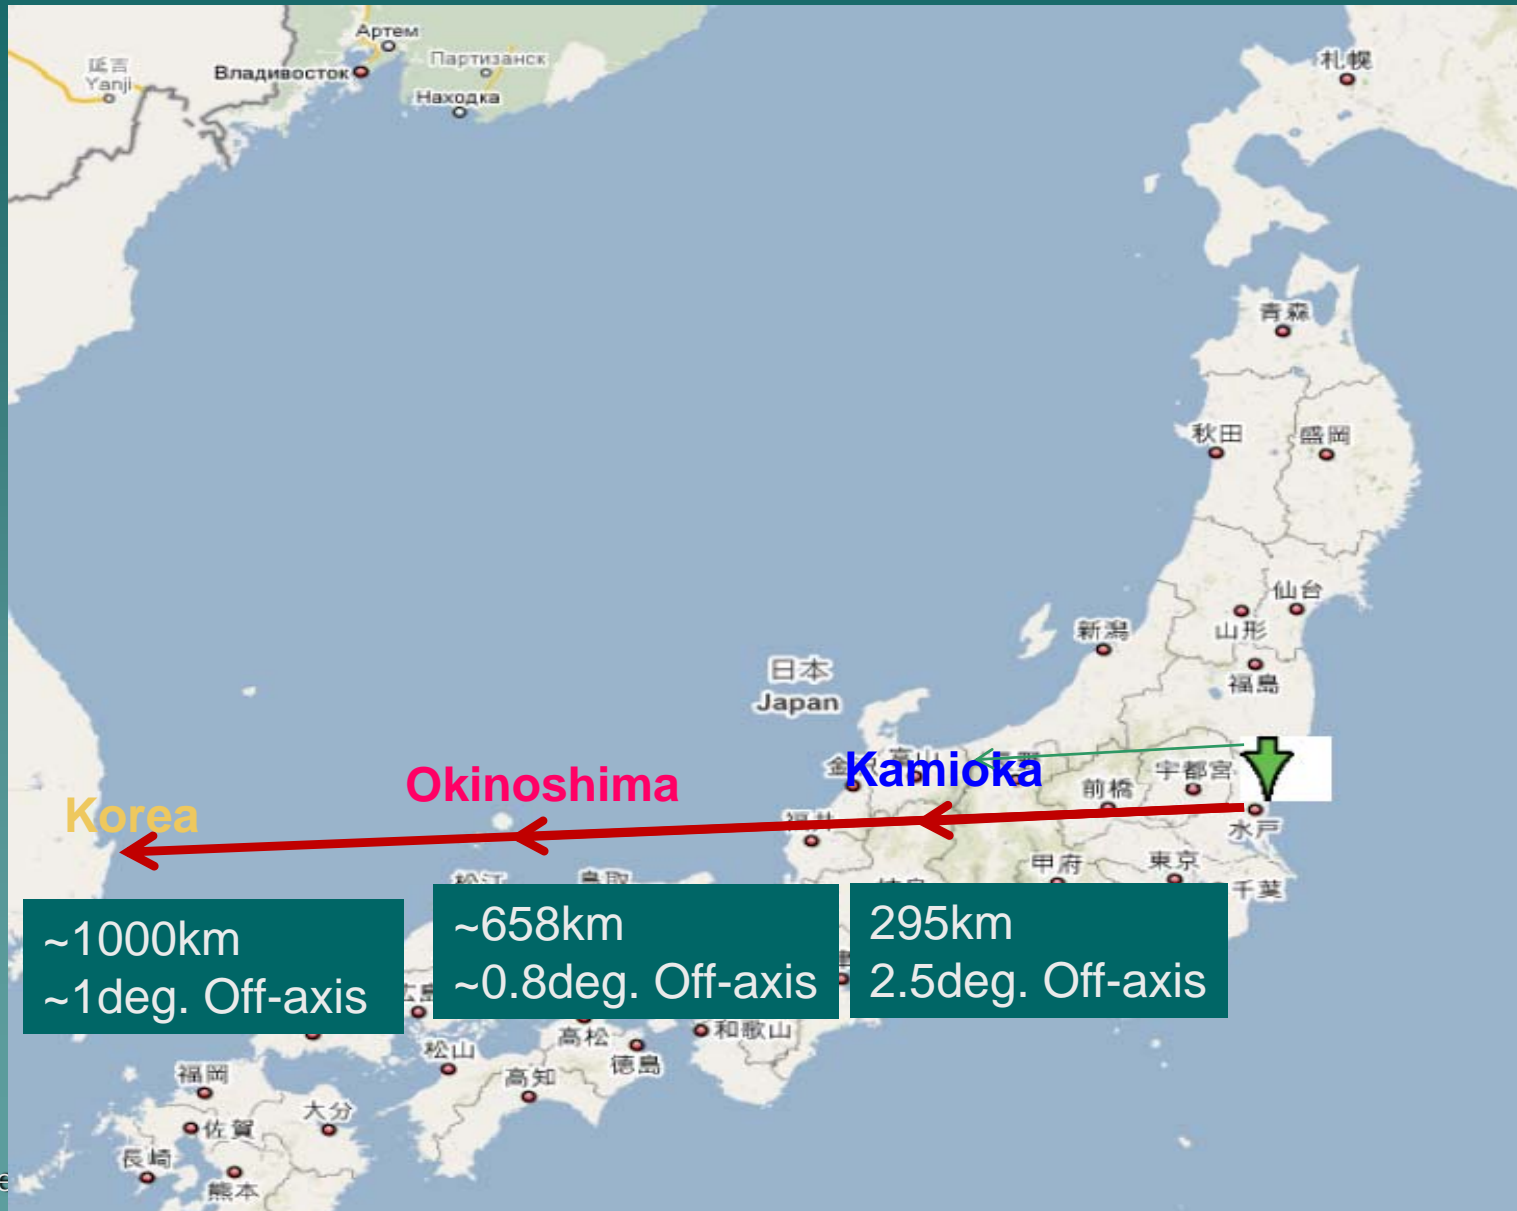 Артем
延吉
Yanji
Владивосток
Партизанск
Находка
札幌
青森
秋田
盛岡
仙台
山形
新潟
福島
日本
Japan
Kamioka
宇都宮
前橋
Okinoshima
Korea
福井
水戸
甲府
東京
千葉
~1000km
~1deg. Off-axis
~658km
~0.8deg. Off-axis
295km
2.5deg. Off-axis
高松
和歌山
松山
徳島
福岡
高知
大分
佐賀
長崎
熊本